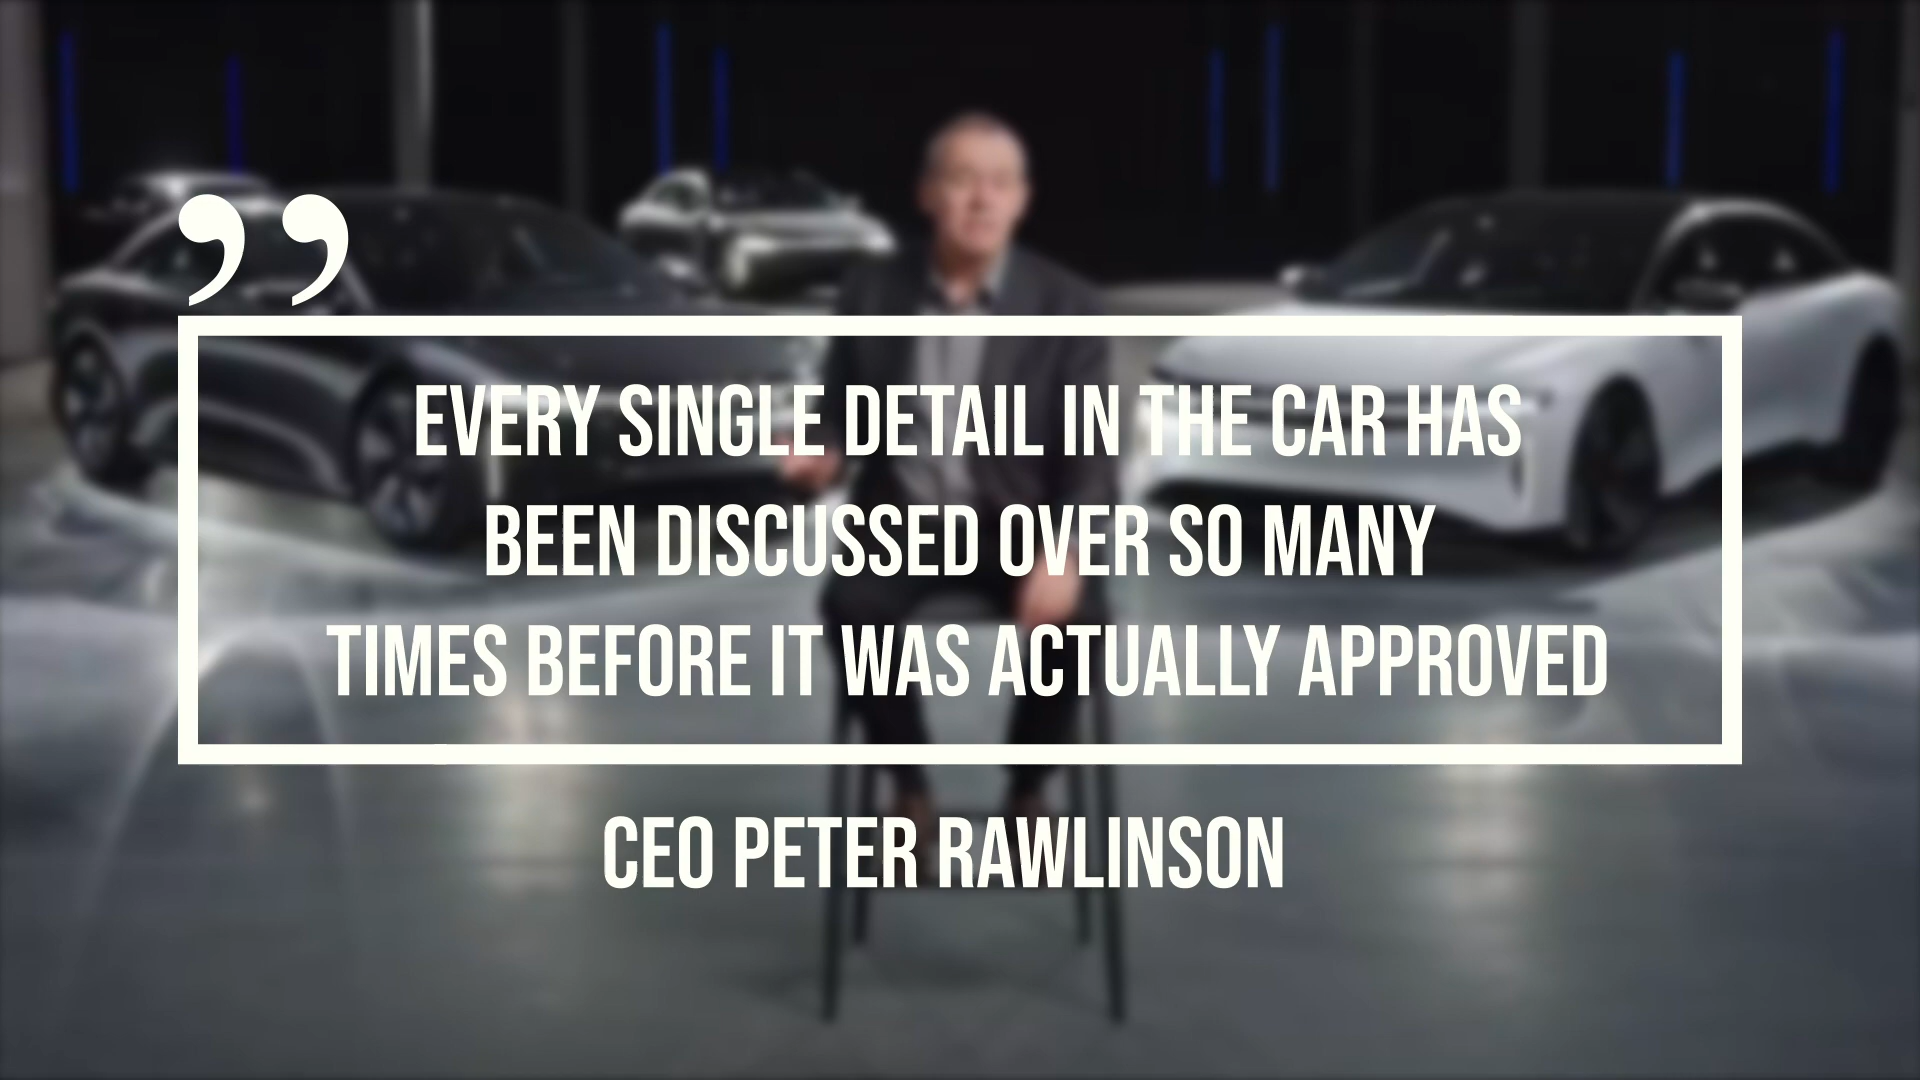 ”
EVERY SINGLE DETAIL IN THE CAR HAS
BEEN DISCUSSED OVER SO MANY
TIMES BEFORE IT WAS ACTUALLY APPROVED
CEO PETER RAWLINSON